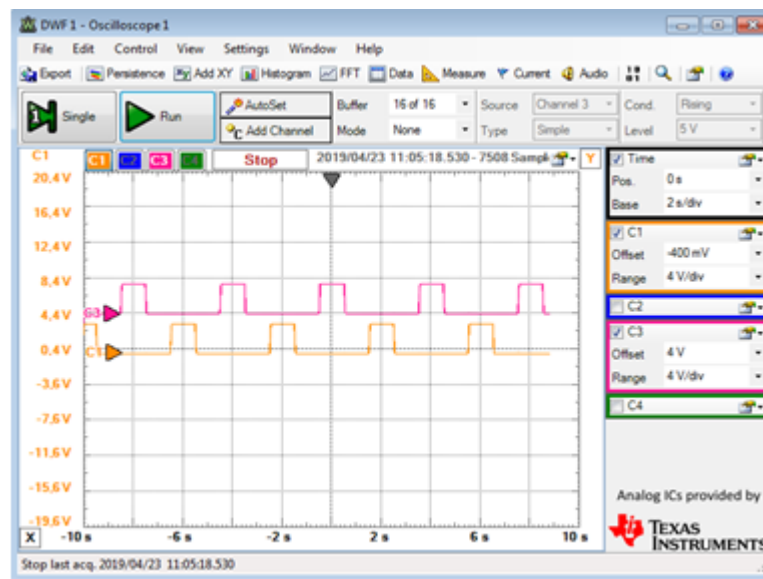 DWF 1 - Oscilloscope 1
File Edit Control View Settings Window Help
Export Persistence Add XY Histogram FFT Data Measure Current Audio
Single Run AutoSet Buffer 16 of 16 Source Channel 3 Cond. Rising
Add Channel Mode None Type Simple Level 5 V
C1 C1 C2 C3 C4 Stop 2019/04/23 11:05:18.530 - 7508 Sampl Y
20,4 V
16,4 V
12,4 V
8,4 V
4,4 V
0,4 V
-3,6 V
-7,6 V
-11,6 V
-15,6 V
-19,6 V
C3
C1
X -10 s -6 s -2 s 2 s 6 s 10 s
Time
Pos. 0 s
Base 2 s/div
C1
Offset -400 mV
Range 4 V/div
C2
C3
Offset 4 V
Range 4 V/div
C4
Analog ICs provided by
TEXAS
INSTRUMENTS
Stop last acq. 2019/04/23 11:05:18.530